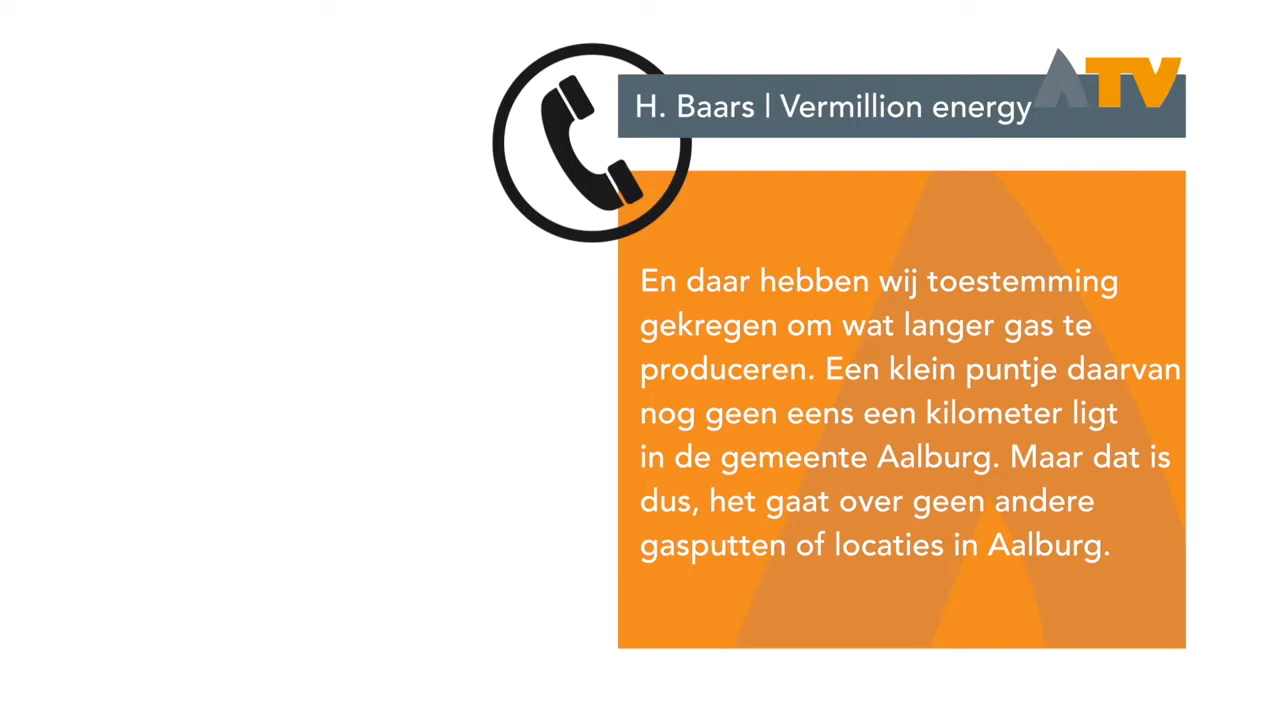 H. Baars | Vermillion energy
ATV
En daar hebben wij toestemming
gekregen om wat langer gas te
produceren. Een klein puntje daarvan
nog geen eens een kilometer ligt
in de gemeente Aalburg. Maar dat is
dus, het gaat over geen andere
gasputten of locaties in Aalburg.